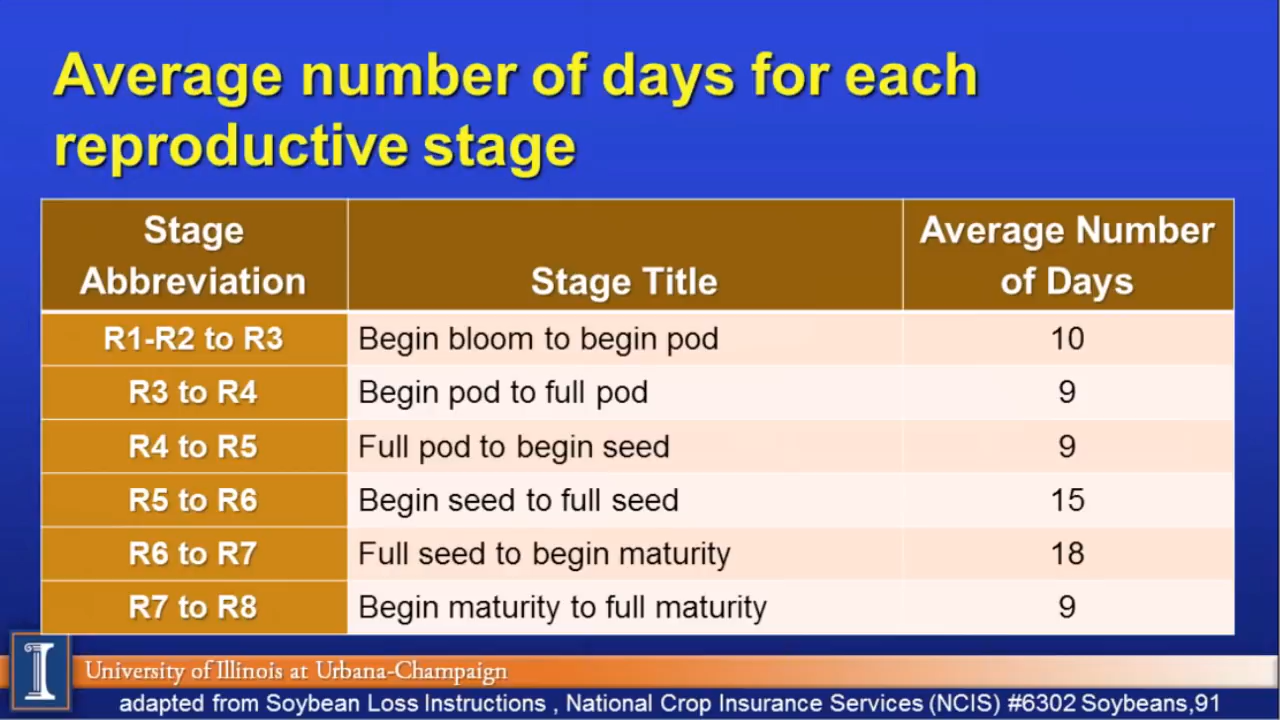 Average number of days for each
reproductive stage
Stage Abbreviation Stage Title Average Number of Days
R1-R2 to R3 Begin bloom to begin pod 10
R3 to R4 Begin pod to full pod 9
R4 to R5 Full pod to begin seed 9
R5 to R6 Begin seed to full seed 15
R6 to R7 Full seed to begin maturity 18
R7 to R8 Begin maturity to full maturity 9
I University of Illinois at Urbana-Champaign
adapted from Soybean Loss Instructions , National Crop Insurance Services (NCIS) #6302 Soybeans,91